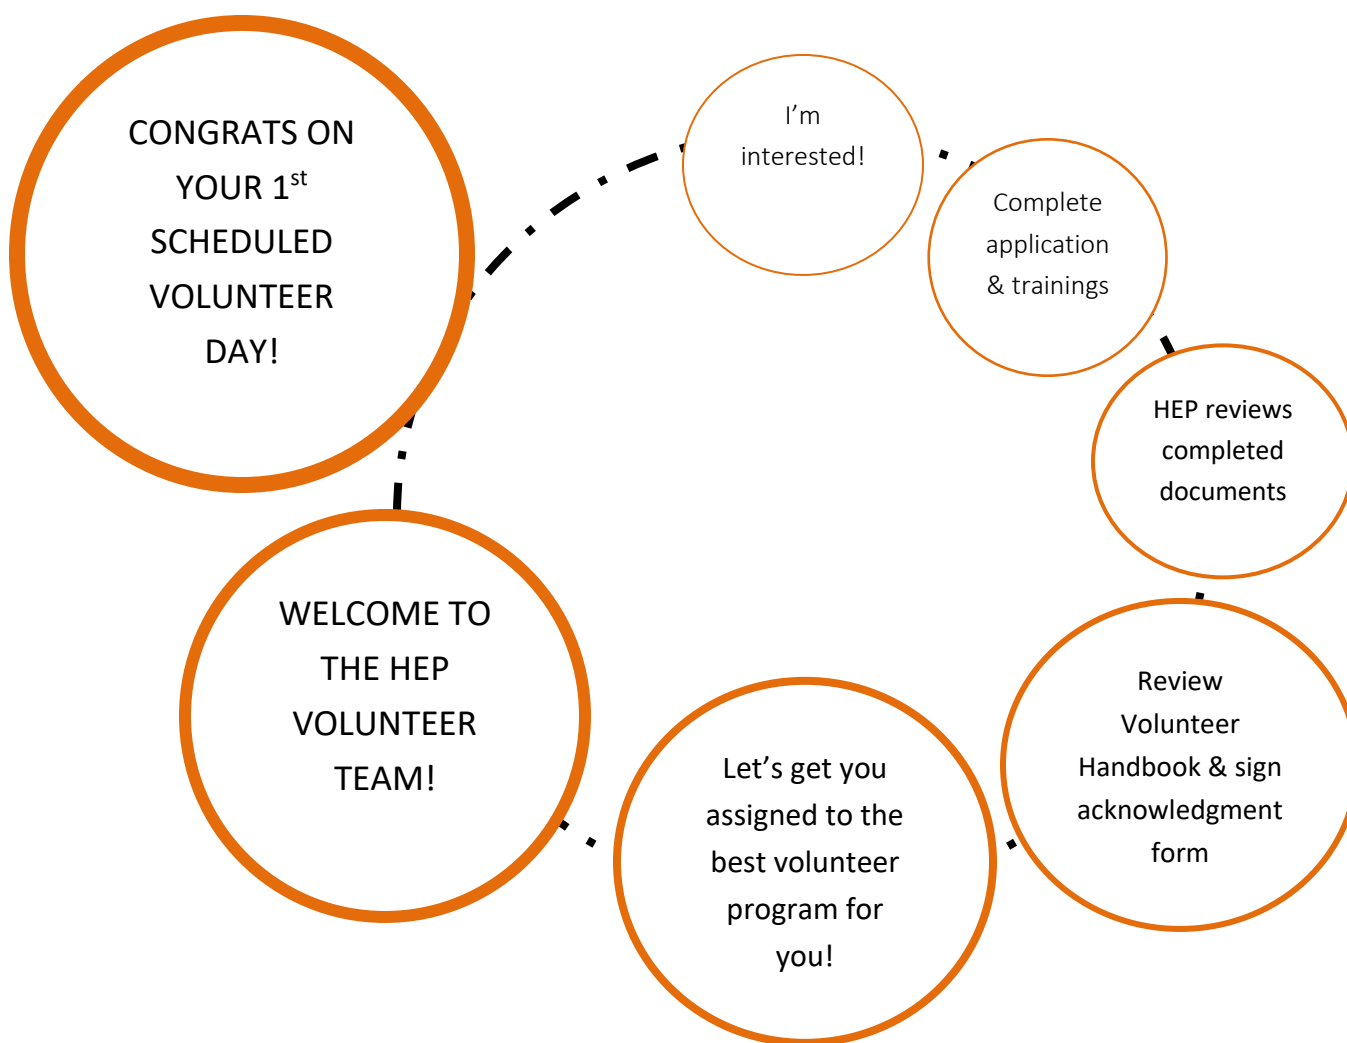 I'm
interested!
Complete
application
& trainings
HEP reviews
completed
documents
Review
Volunteer
Handbook & sign
acknowledgment
form
Let's get you
assigned to the
best volunteer
program for
you!
WELCOME TO
THE HEP
VOLUNTEER
TEAM!
CONGRATS ON
YOUR 1st
SCHEDULED
VOLUNTEER
DAY!